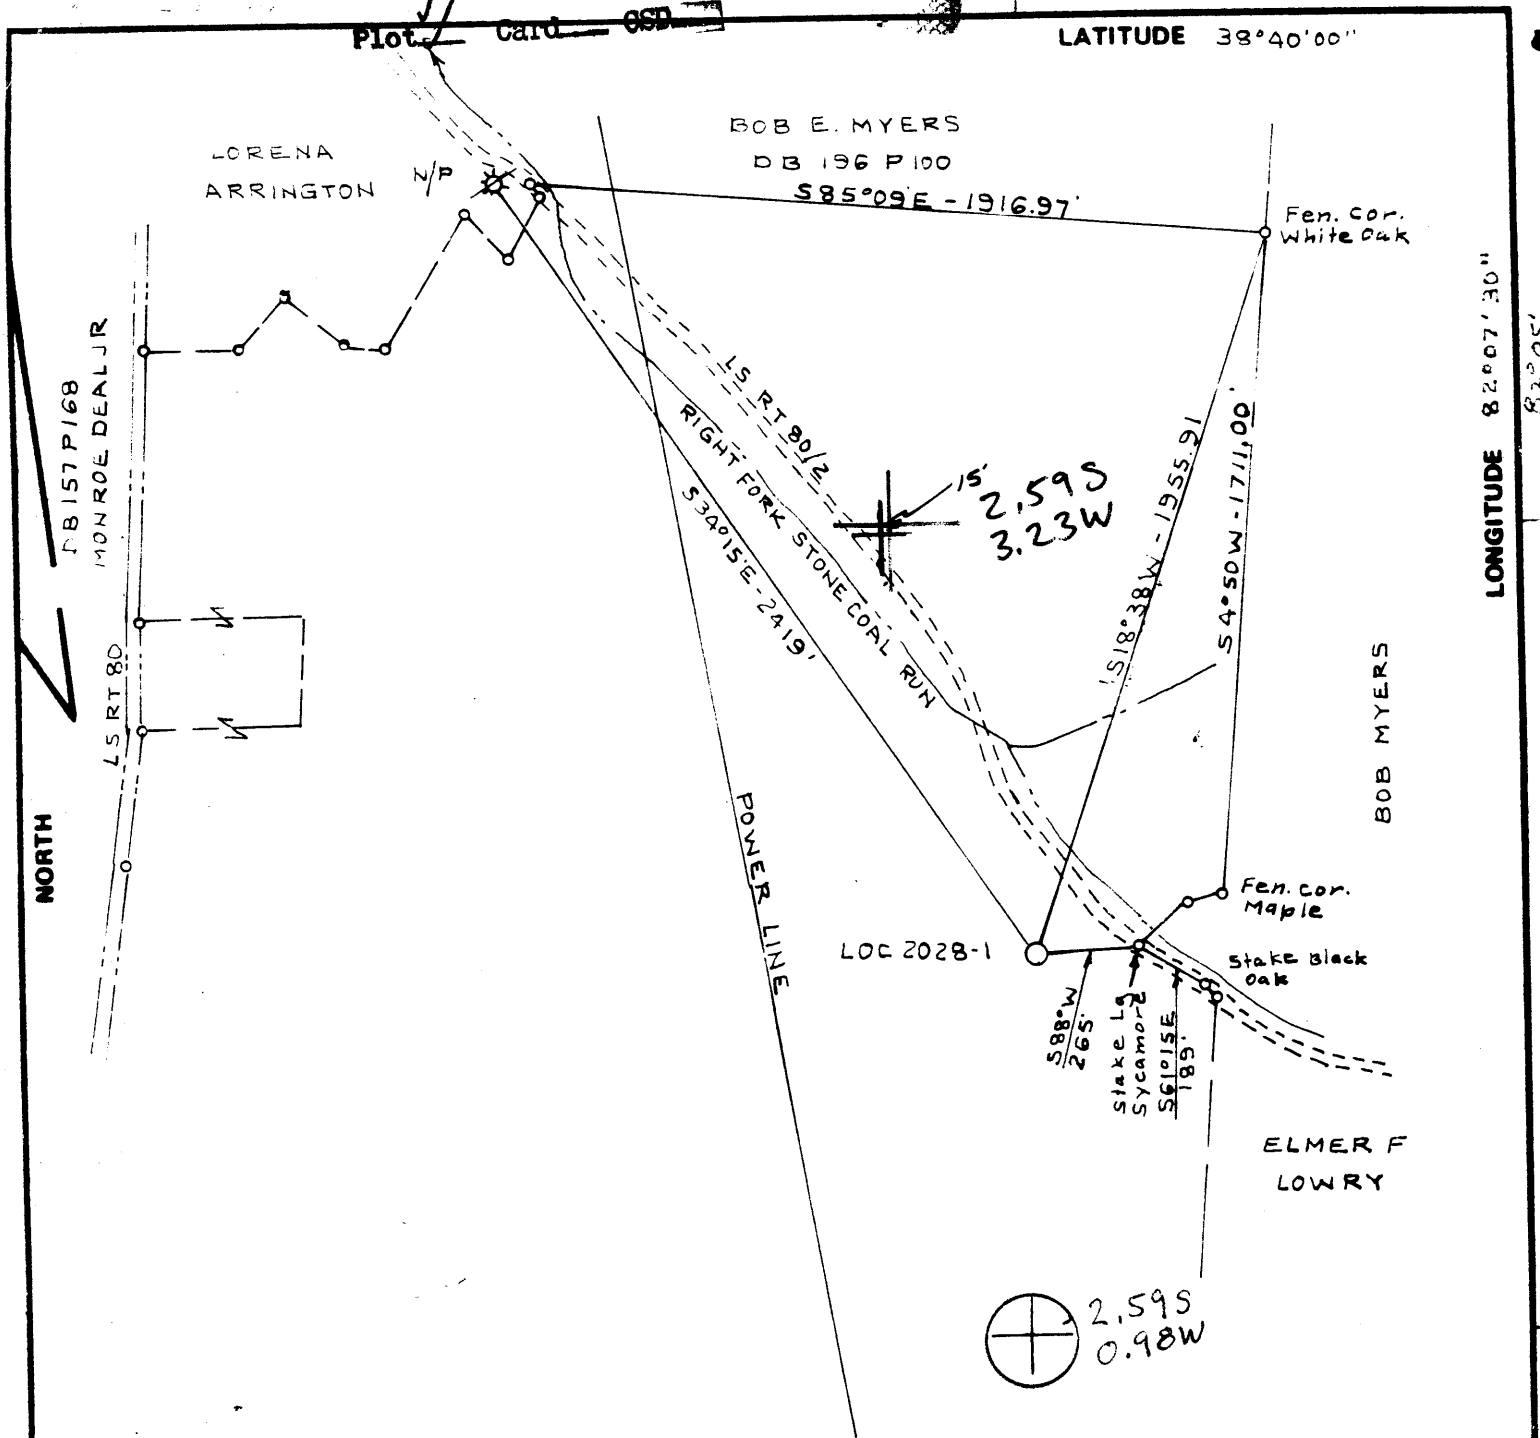 Plot Card OSD
LATITUDE 38°40'00"
BOB E. MYERS
DB 196 P100
S85°09'E - 1916.97'
LORENA
ARRINGTON
N/P
Fen. Cor.
White Oak
LONGITUDE 82°07'30"
DB157 P168
MONROE DEAL JR
LS RT 80/2
RIGHT FORK STONE COAL RUN
S34°15'E - 2419'
15'
2.59S
3.23W
S18°38'W - 1955.91
S4°50W - 1711.00'
LS RT 80
BOB MYERS
NORTH
POWER LINE
Fen. Cor.
Maple
LOC 2028-1
Stake Black
Oak
S88°W
265'
Stake Lg
Sycamore
S61°15E
189'
ELMER F
LOWRY
2.59S
0.98W